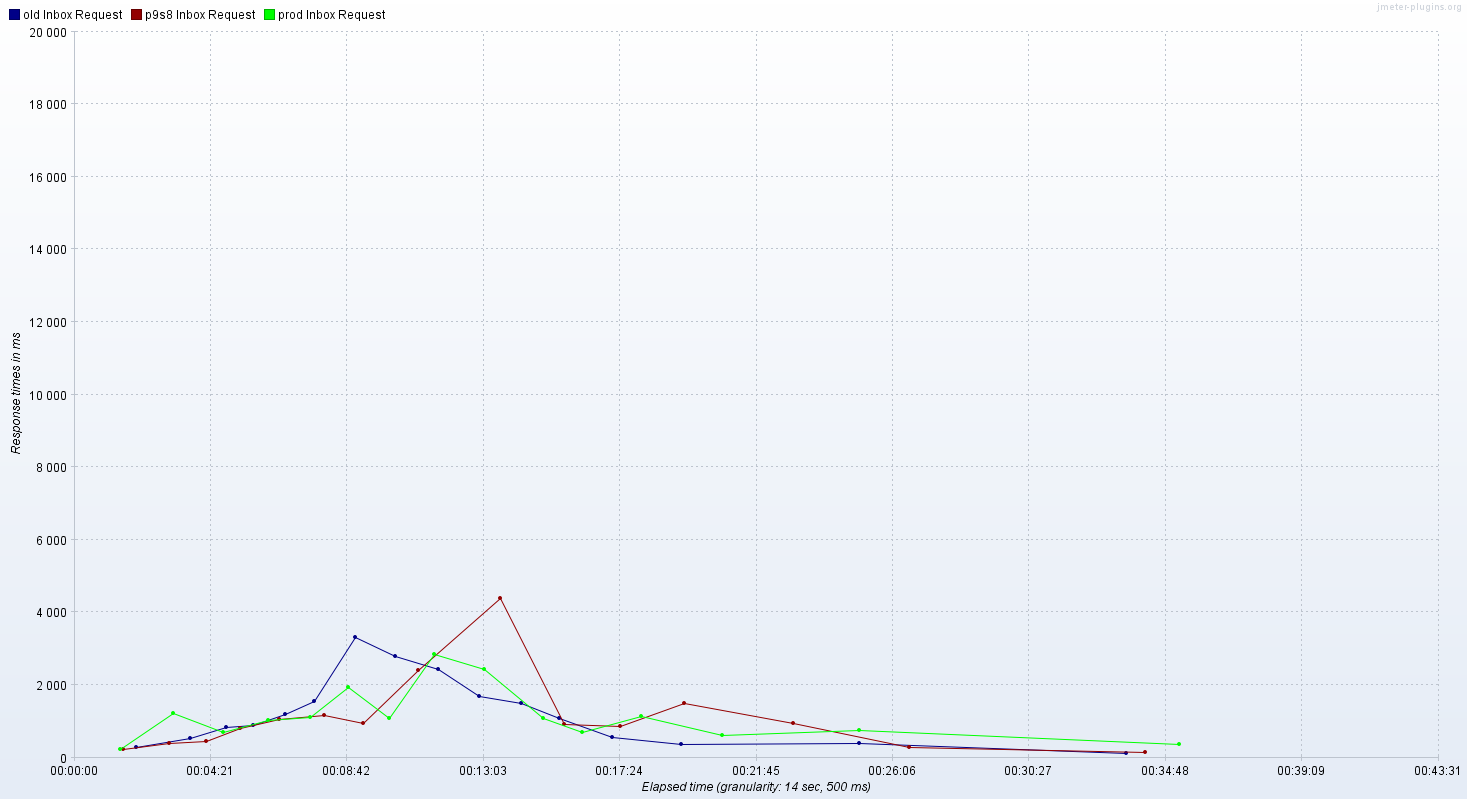 old Inbox Request p9s8 Inbox Request prod Inbox Request
jmeter-plugins.org
20 000
18 000
16 000
14 000
12 000
10 000
8 000
6 000
4 000
2 000
0
Response times in ms
00:00:00 00:04:21 00:08:42 00:13:03 00:17:24 00:21:45 00:26:06 00:30:27 00:34:48 00:39:09 00:43:31
Elapsed time (granularity: 14 sec, 500 ms)